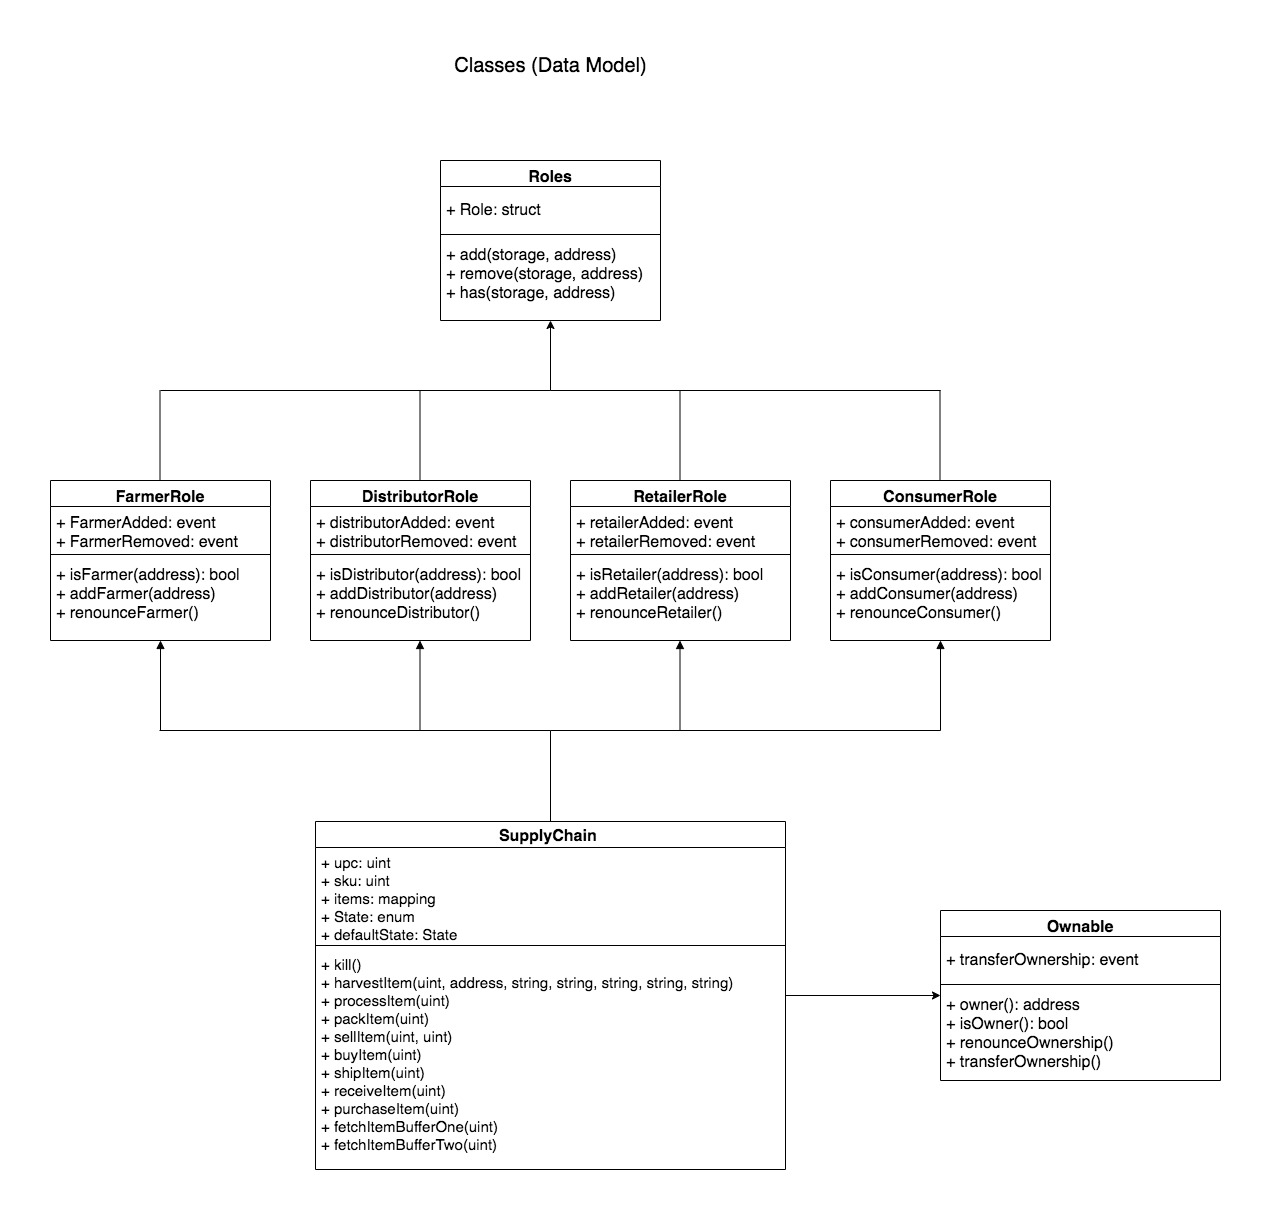 Classes (Data Model)
Roles
+ Role: struct
+ add(storage, address)
+ remove(storage, address)
+ has(storage, address)
FarmerRole
+ FarmerAdded: event
+ FarmerRemoved: event
+ isFarmer(address): bool
+ addFarmer(address)
+ renounceFarmer()
DistributorRole
+ distributorAdded: event
+ distributorRemoved: event
+ isDistributor(address): bool
+ addDistributor(address)
+ renounceDistributor()
RetailerRole
+ retailerAdded: event
+ retailerRemoved: event
+ isRetailer(address): bool
+ addRetailer(address)
+ renounceRetailer()
ConsumerRole
+ consumerAdded: event
+ consumerRemoved: event
+ isConsumer(address): bool
+ addConsumer(address)
+ renounceConsumer()
SupplyChain
+ upc: uint
+ sku: uint
+ items: mapping
+ State: enum
+ defaultState: State
+ kill()
+ harvestItem(uint, address, string, string, string, string, string)
+ processItem(uint)
+ packItem(uint)
+ sellItem(uint, uint)
+ buyItem(uint)
+ shipItem(uint)
+ receiveItem(uint)
+ purchaseItem(uint)
+ fetchItemBufferOne(uint)
+ fetchItemBufferTwo(uint)
Ownable
+ transferOwnership: event
+ owner(): address
+ isOwner(): bool
+ renounceOwnership()
+ transferOwnership()